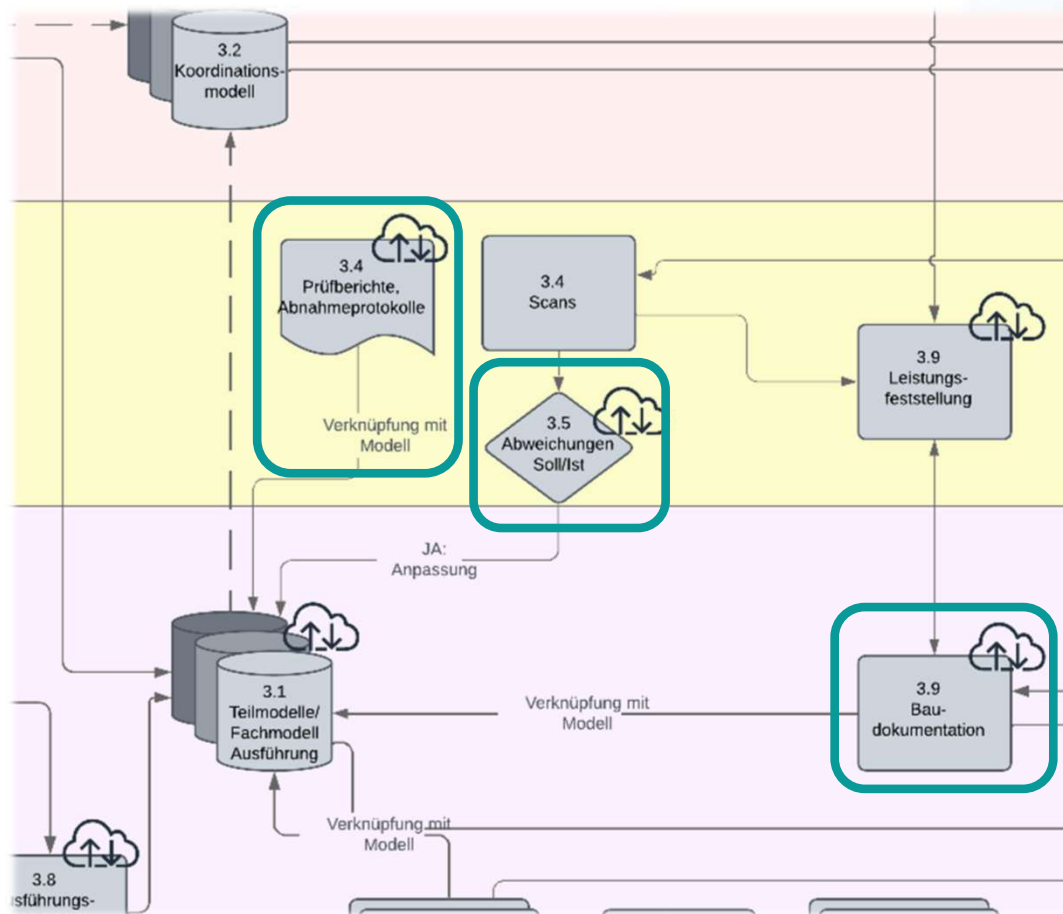 3.2
Koordinations-
modell
3.4
Prüfberichte,
Abnahmeprotokolle
3.4
Scans
3.9
Leistungs-
feststellung
Verknüpfung mit
Modell
3.5
Abweichungen
Soll/Ist
JA:
Anpassung
3.1
Teilmodelle/
Fachmodell
Ausführung
Verknüpfung mit
Modell
3.9
Bau-
dokumentation
Verknüpfung mit
Modell
3.8
sführungs-